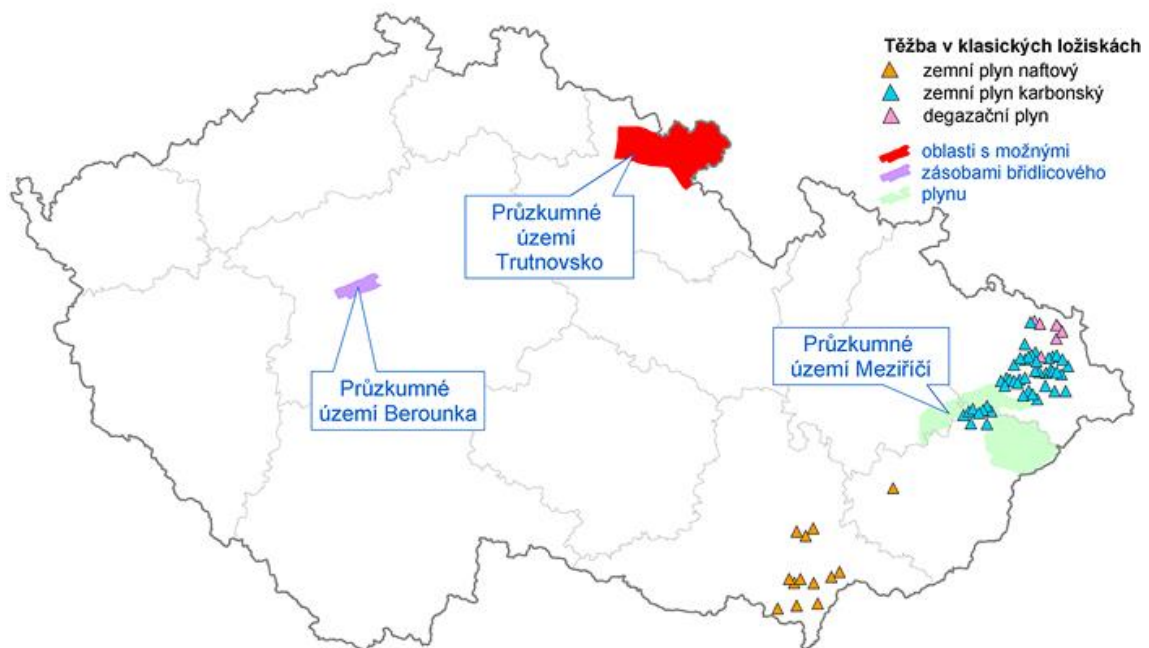 Těžba v klasických ložiskách
zemní plyn naftový
zemní plyn karbonský
degazační plyn
oblasti s možnými
zásobami břidlicového
plynu
Průzkumné
území
Trutnovsko
Průzkumné
území Meziříčí
Průzkumné
území Berounka